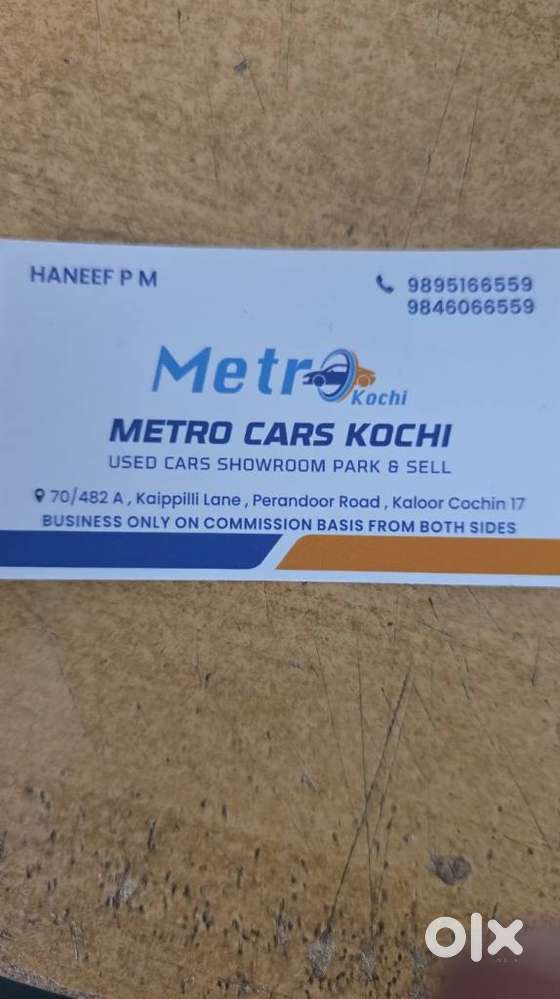 HANEEF P M
9895166559
9846066559
Metro
Kochi
METRO CARS KOCHI
USED CARS SHOWROOM PARK & SELL
70/482 A , Kaippilli Lane , Perandoor Road , Kaloor Cochin 17
BUSINESS ONLY ON COMMISSION BASIS FROM BOTH SIDES
olx